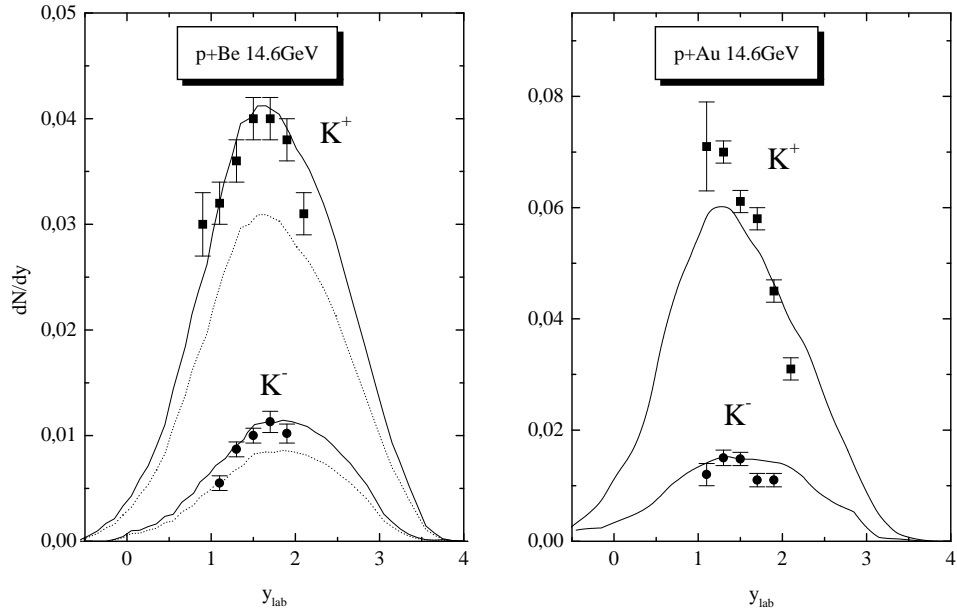 p+Be 14.6GeV
K+
K-
dN/dy
0,05
0,04
0,03
0,02
0,01
0,00
0 1 2 3 4
y_lab
p+Au 14.6GeV
K+
K-
0,08
0,06
0,04
0,02
0,00
0 1 2 3 4
y_lab